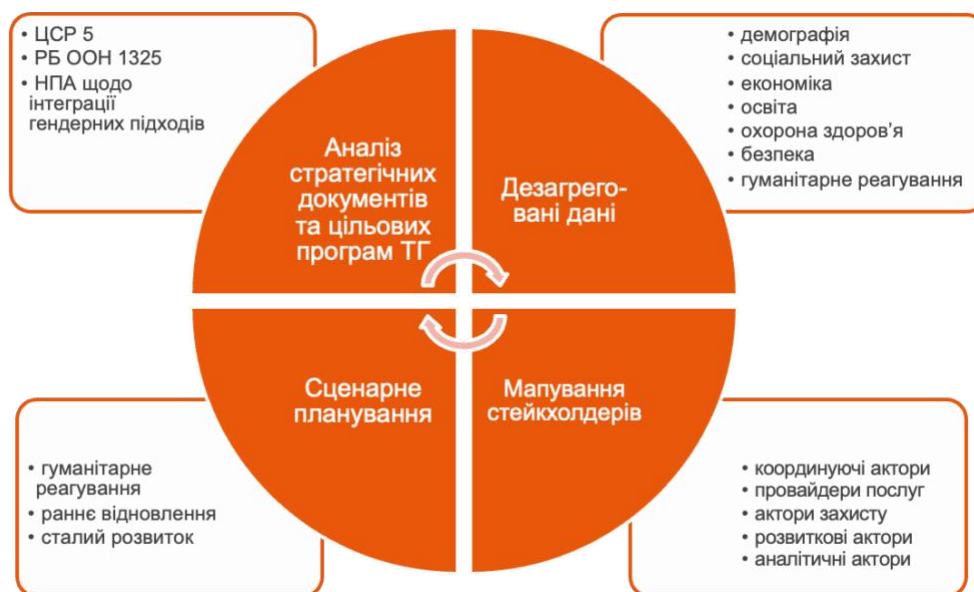 • ЦСР 5
• РБ ООН 1325
• НПА щодо
інтеграції
гендерних підходів
Аналіз
стратегічних
документів
та цільових
програм ТГ
Дезагрего-
вані дані
• демографія
• соціальний захист
• економіка
• освіта
• охорона здоров’я
• безпека
• гуманітарне реагування
Сценарне
планування
Мапування
стейкхолдерів
• гуманітарне
реагування
• раннє відновлення
• сталий розвиток
• координуючі актори
• провайдери послуг
• актори захисту
• розвиткові актори
• аналітичні актори